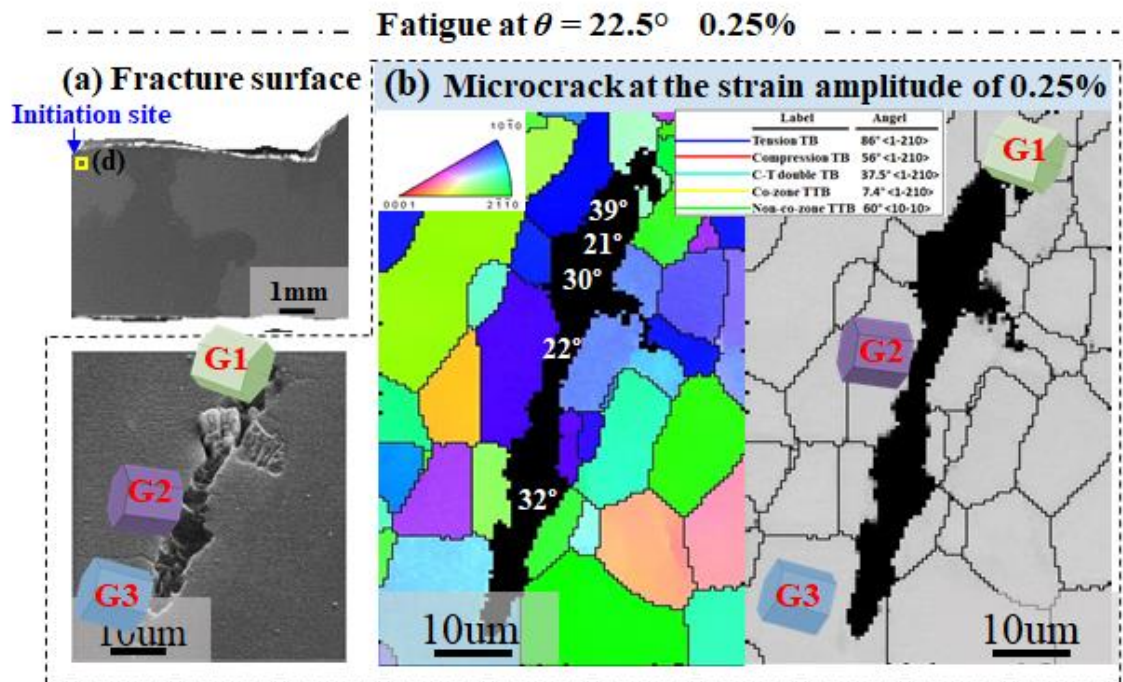 Fatigue at θ = 22.5° 0.25%
(a) Fracture surface
Initiation site
(d)
1mm
G1
G2
G3
10um
(b) Microcrack at the strain amplitude of 0.25%
10-10
0001
2110
Label Angel
Tension TB 86° <1-210>
Compression TB 56° <1-210>
C-T double TB 37.5° <1-210>
Co-zone TTB 7.4° <1-210>
Non-co-zone TTB 60° <10-10>
39°
21°
30°
22°
32°
10um
G1
G2
G3
10um